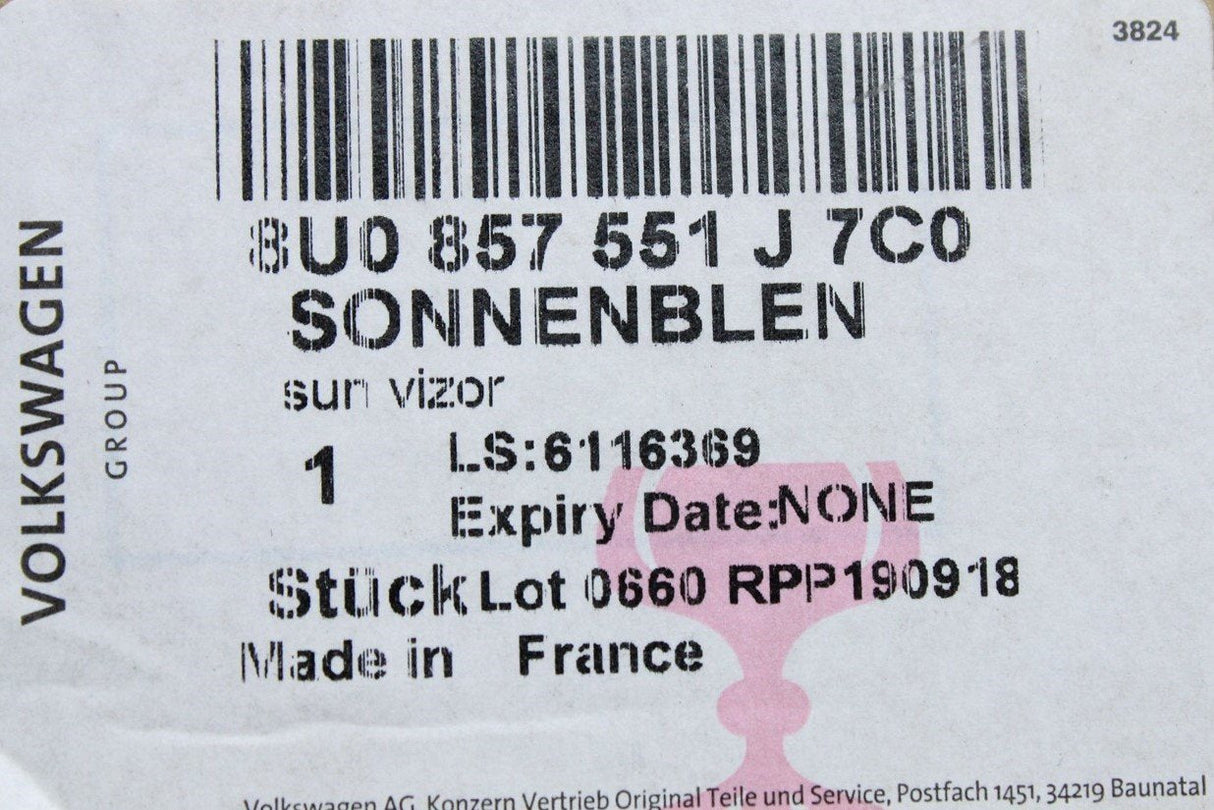 3824
8U0 857 551 J 7C0
SONNENBLEN
sun vizor
1 LS:6116369
Expiry Date:NONE
Stück Lot 0660 RPP190918
Made in France
VOLKSWAGEN
GROUP
Volkswagen AG, Konzern Vertrieb Original Teile und Service, Postfach 1451, 34219 Baunatal